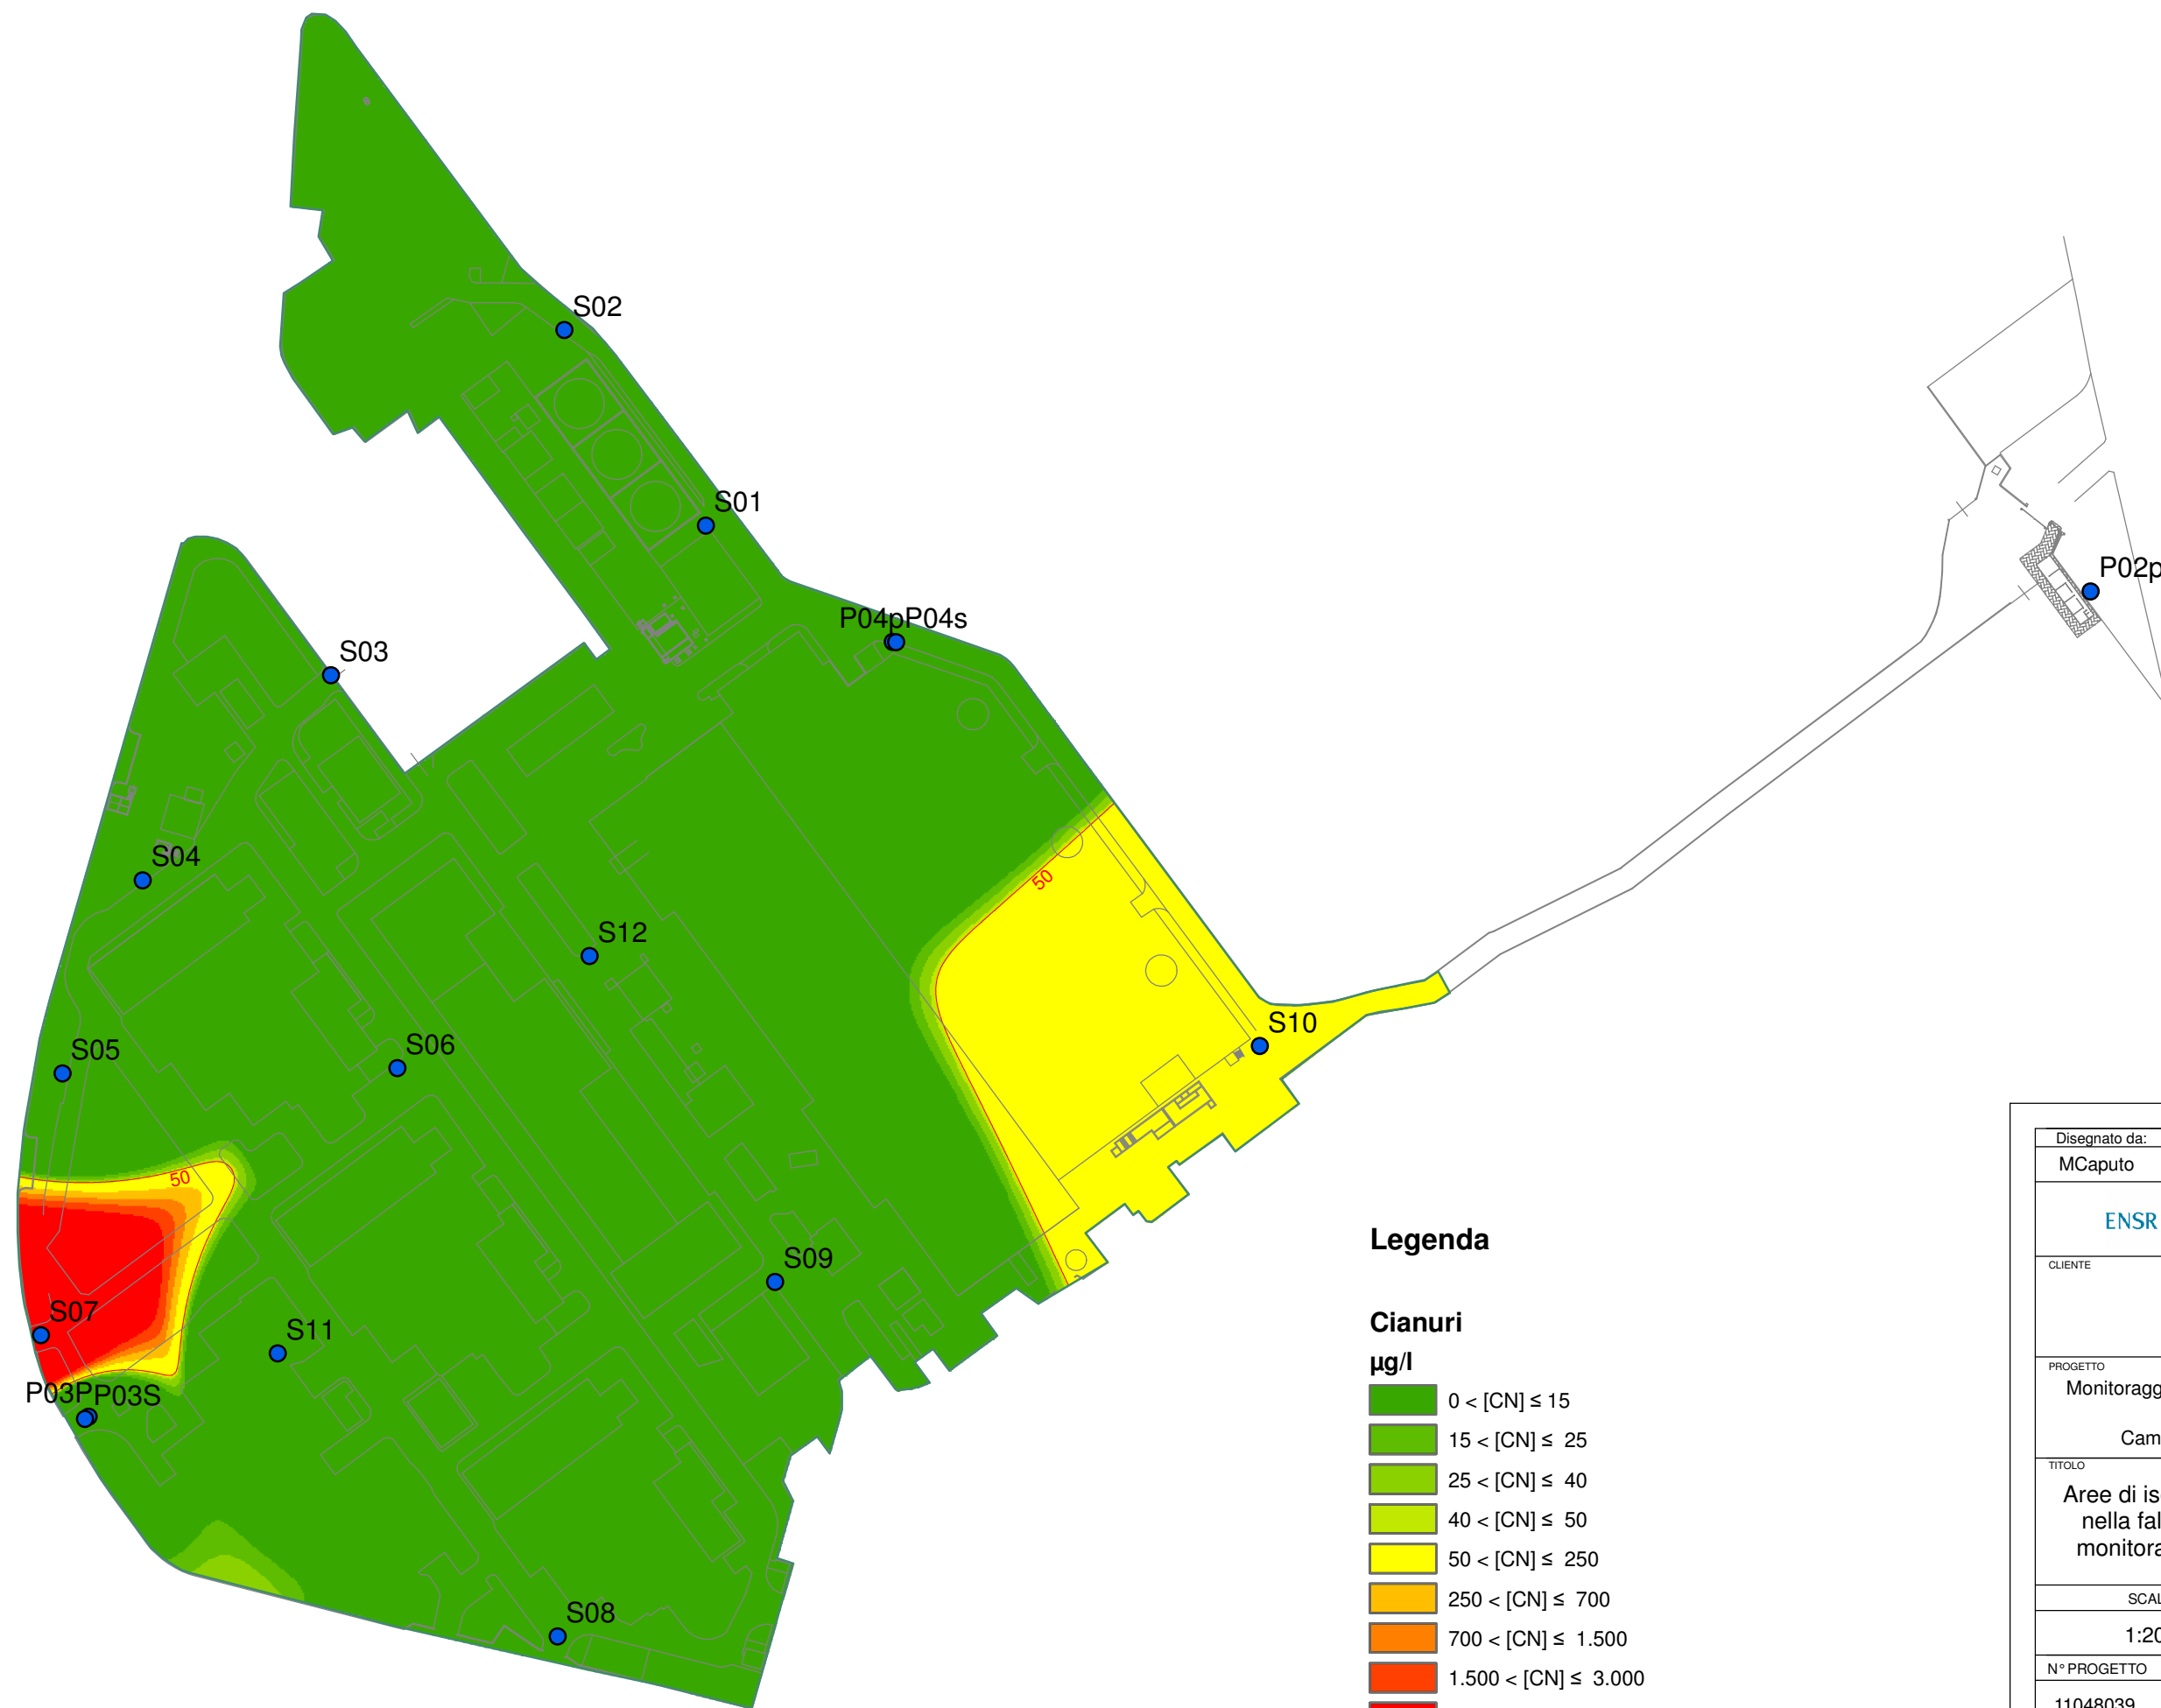 S02
S01
P04pP04s
P02p
S03
S04
50
S12
S10
S05
S06
50
S09
S07
S11
P03PP03S
S08
Legenda
Cianuri
µg/l
0 < [CN] ≤ 15
15 < [CN] ≤ 25
25 < [CN] ≤ 40
40 < [CN] ≤ 50
50 < [CN] ≤ 250
250 < [CN] ≤ 700
700 < [CN] ≤ 1.500
1.500 < [CN] ≤ 3.000
Disegnato da:
MCaputo
ENSR
CLIENTE
PROGETTO
Monitoragg
Cam
TITOLO
Aree di is
nella fal
monitora
SCAL
1:20
N° PROGETTO
11048039